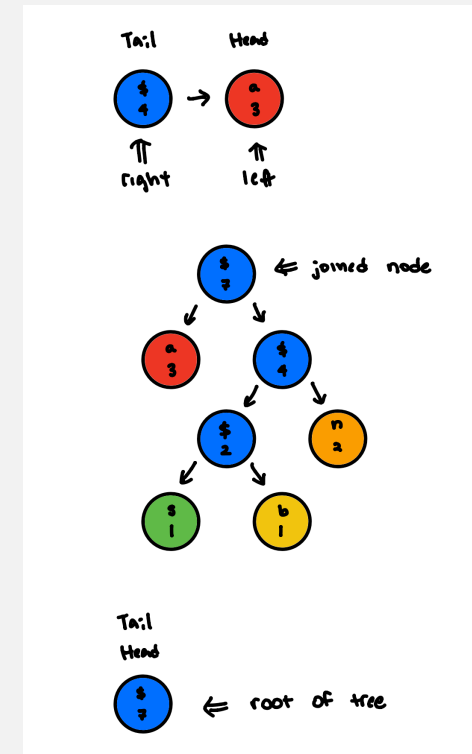 Tail Head
$ a
4 3
right left
$
7
joined node
a $
3 4
$ n
2 2
s b
1 1
Tail
Head
$
7
root of tree